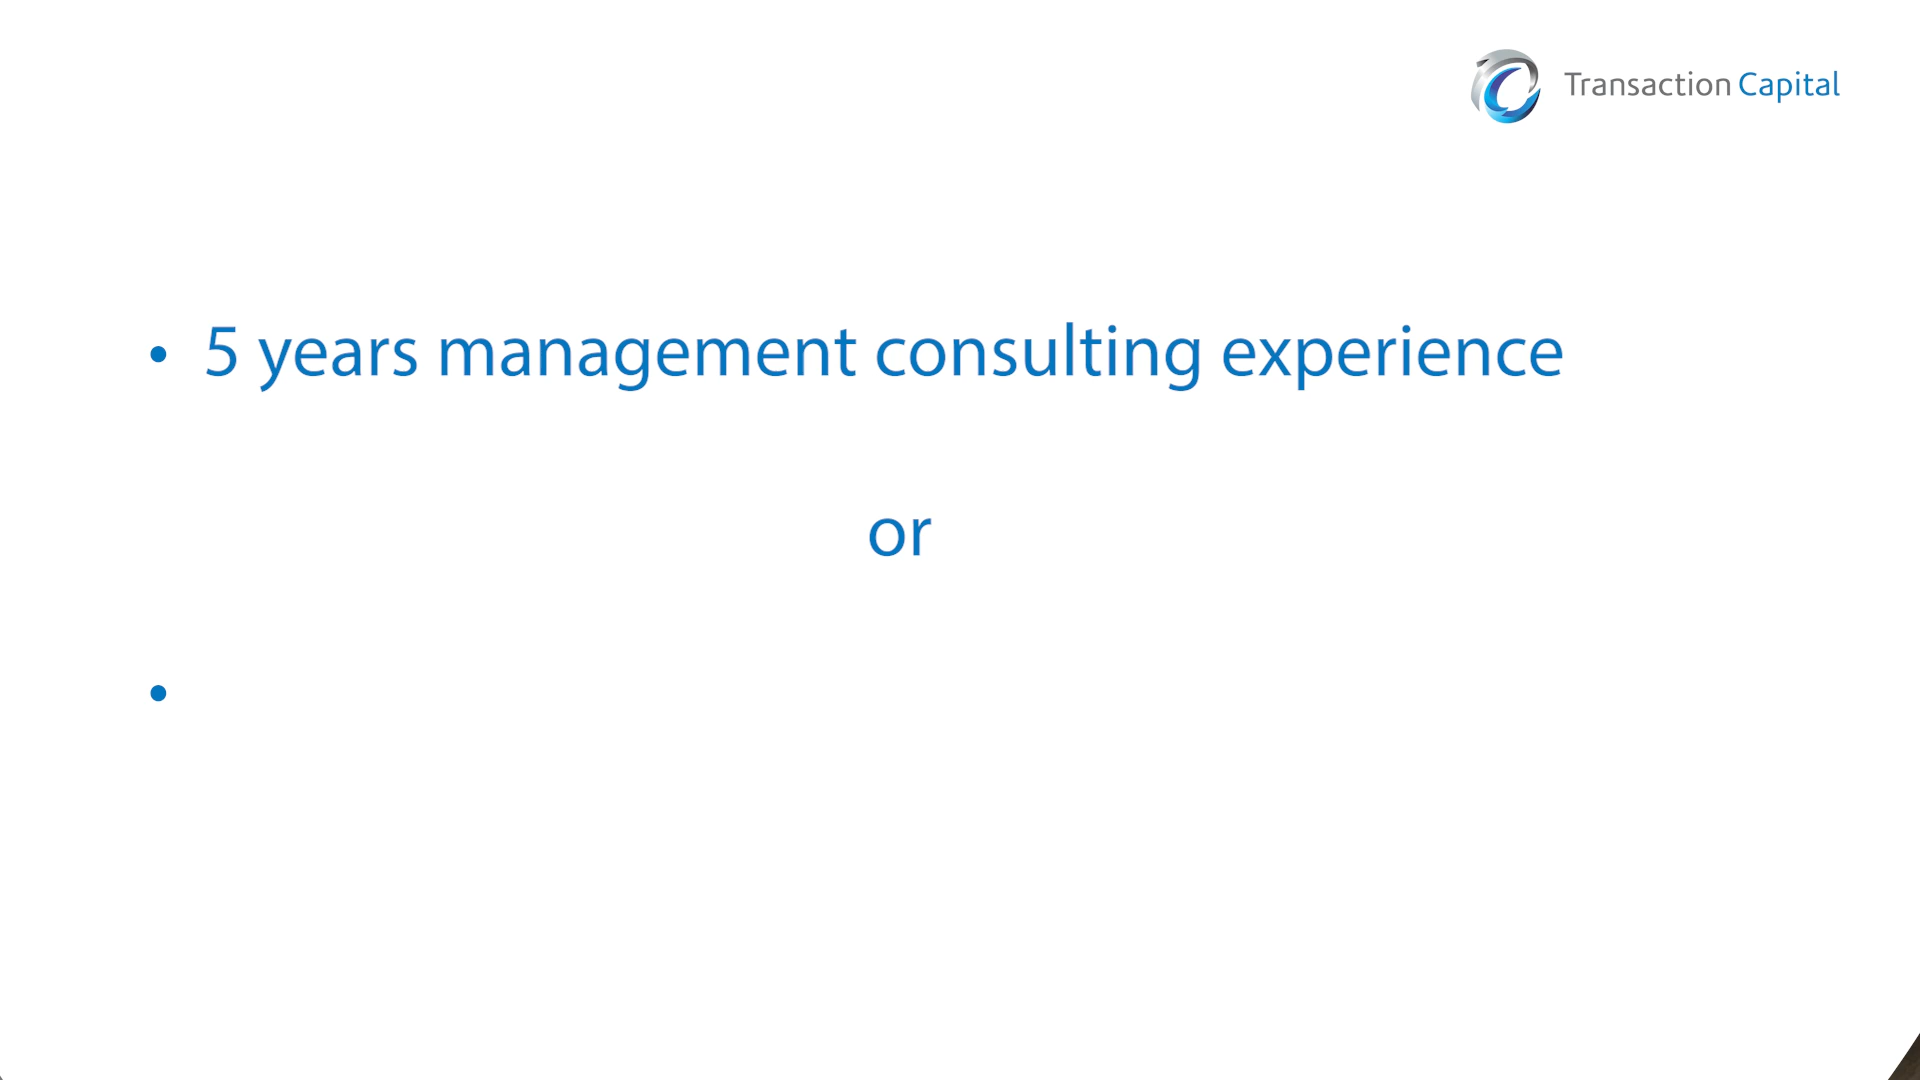 Transaction Capital
• 5 years management consulting experience
or
•